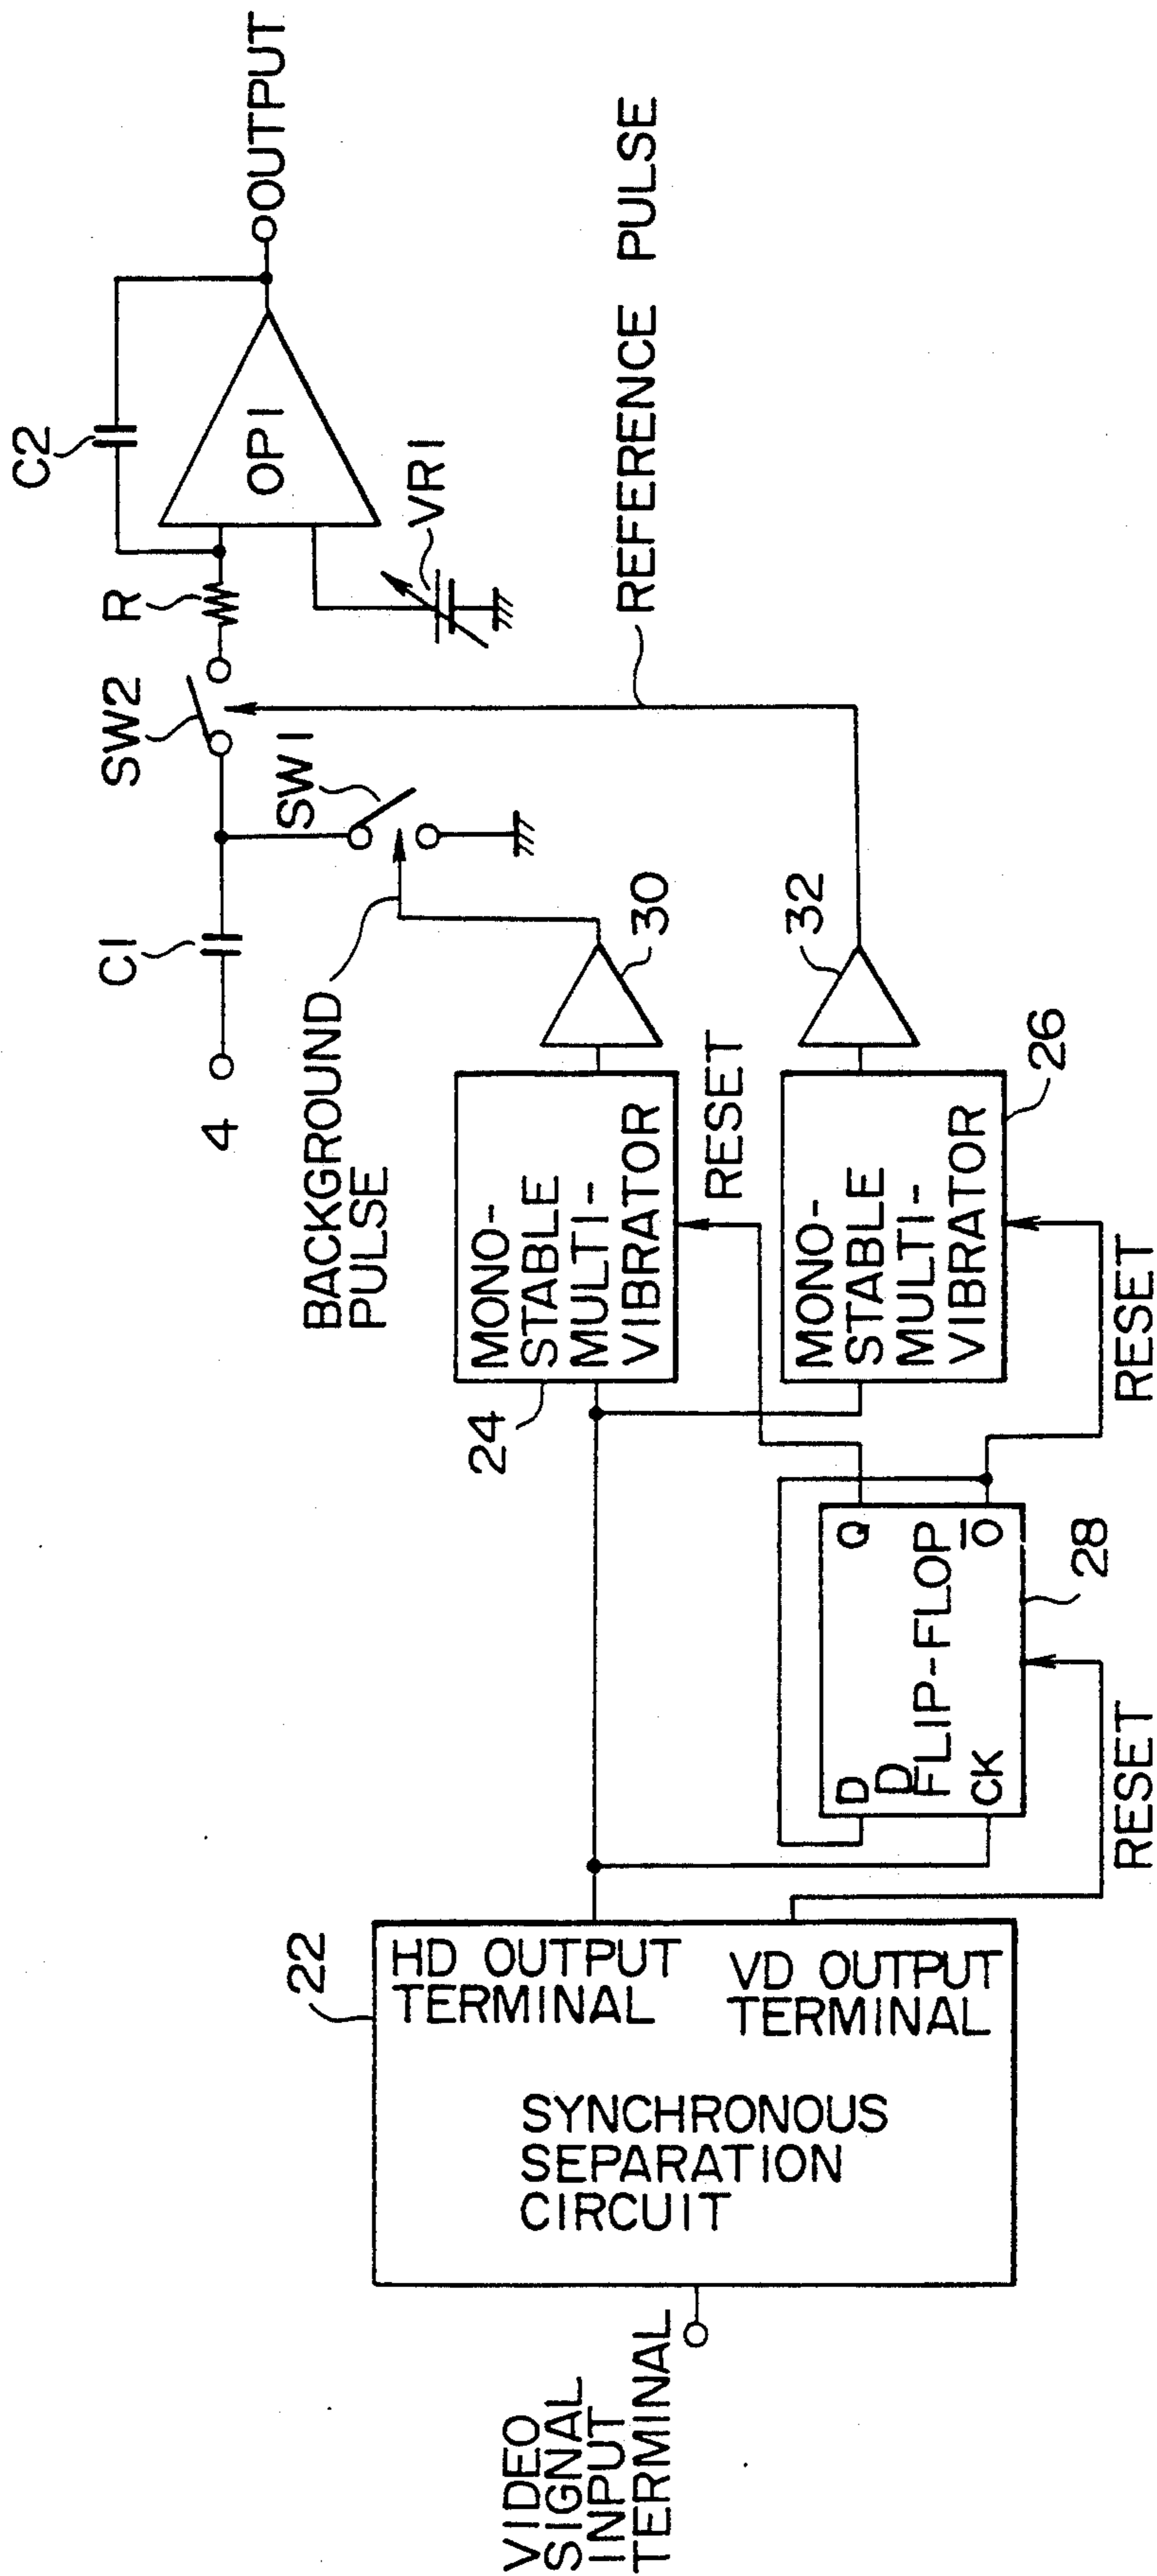 VIDEO
SIGNAL
INPUT
TERMINAL
22
HD OUTPUT
TERMINAL
VD OUTPUT
TERMINAL
SYNCHRONOUS
SEPARATION
CIRCUIT
RESET
D
D
FLIP-FLOP
CK
Q
O
28
24
MONO-
STABLE
MULTI-
VIBRATOR
RESET
MONO-
STABLE
MULTI-
VIBRATOR
26
RESET
30
32
BACKGROUND
PULSE
4
C1
SW1
SW2
R
C2
OP1
VR1
OUTPUT
REFERENCE PULSE